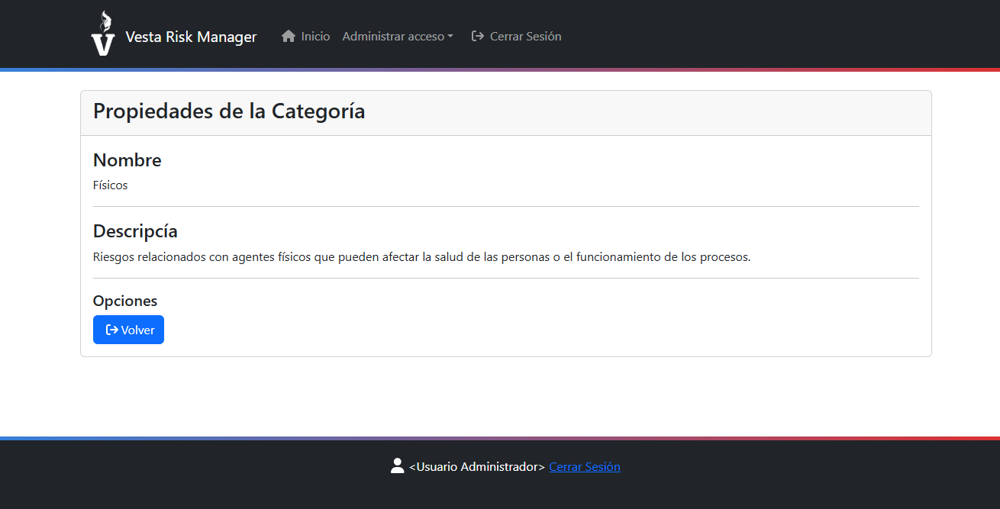 V Vesta Risk Manager Inicio Administrar acceso Cerrar Sesión
Propiedades de la Categoría
Nombre
Físicos
Descripcía
Riesgos relacionados con agentes físicos que pueden afectar la salud de las personas o el funcionamiento de los procesos.
Opciones
Volver
<Usuario Administrador> Cerrar Sesión